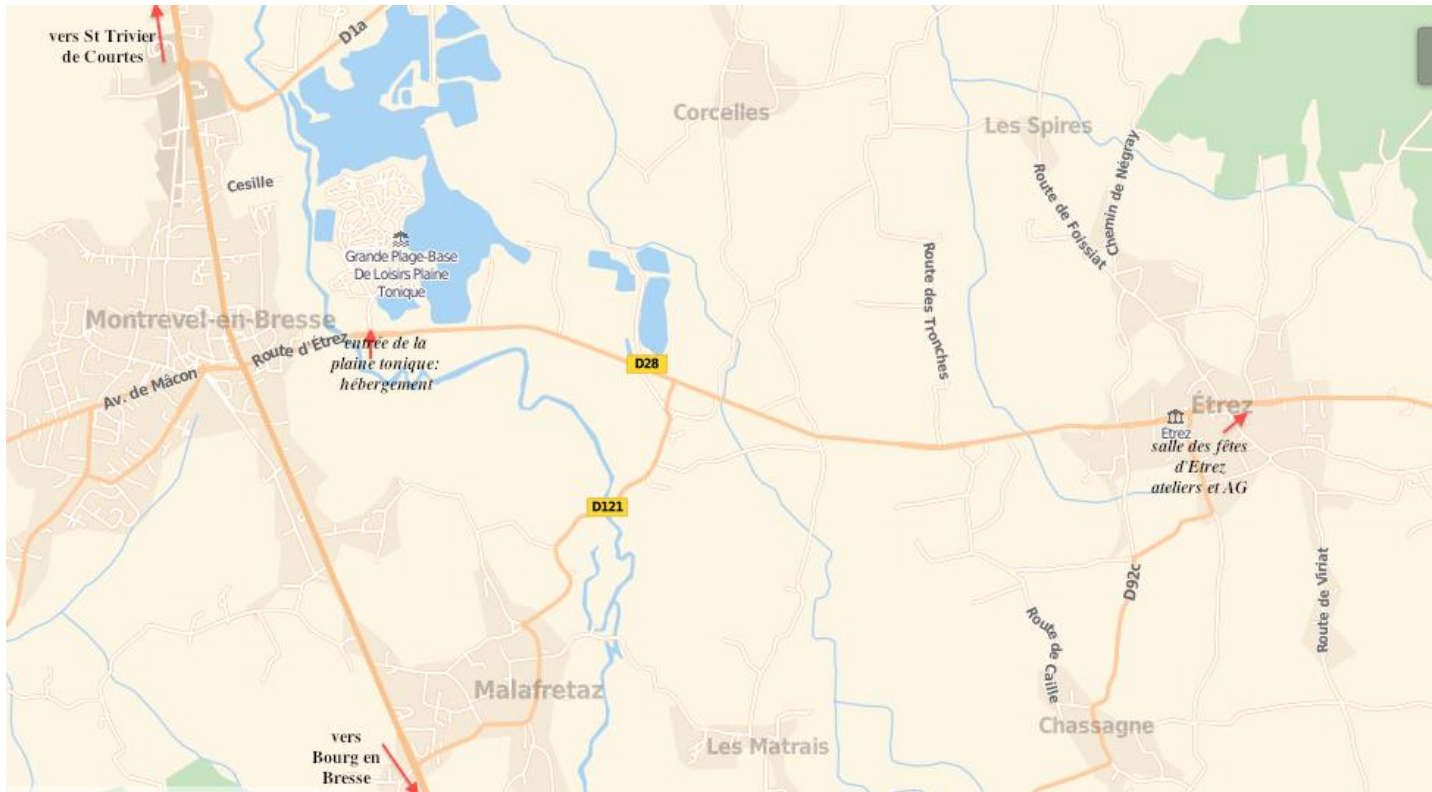 vers St Trivier
de Courtes
D1a
Corcelles
Les Spires
Chemin de Négray
Route de Foissiat
Cesille
Grande Plage-Base
De Loisirs Plaine
Tonique
Route des Tronches
Montrevel-en-Bresse
Route d'Étrez
entrée de la
plaine tonique:
hébergement
D28
Av. de Mâcon
Étrez
Etrez
salle des fêtes
d'Etrez
ateliers et AG
D121
D92c
Route de Viriat
Route de Caille
Malafretaz
Chassagne
Les Matrais
vers
Bourg en
Bresse